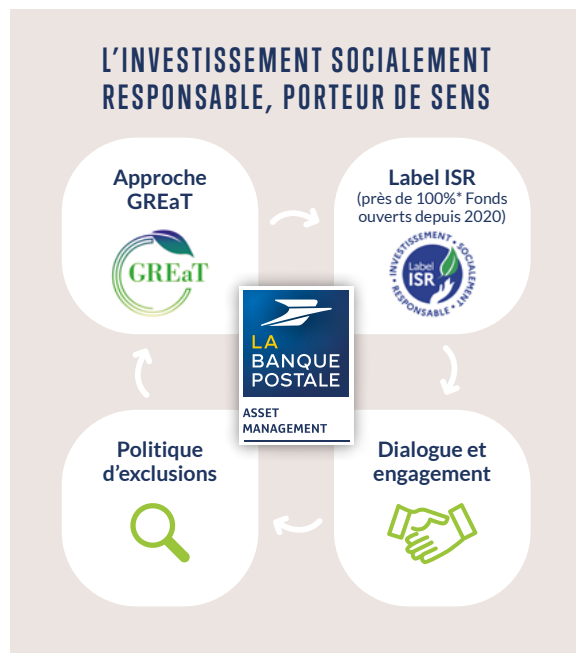 L'INVESTISSEMENT SOCIALEMENT
RESPONSABLE, PORTEUR DE SENS
Approche
GREaT
GREaT
Label ISR
(près de 100%* Fonds
ouverts depuis 2020)
INVESTISSEMENT • SOCIALEMENT • RESPONSABLE •
Label
ISR
LA
BANQUE
POSTALE
ASSET
MANAGEMENT
Politique
d'exclusions
Dialogue et
engagement